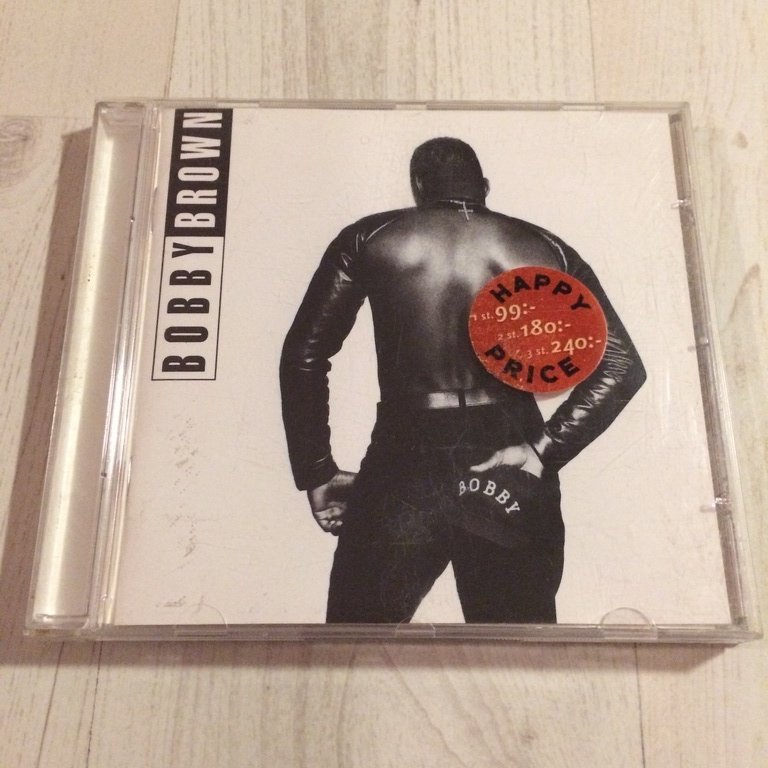 BOBBY BROWN
HAPPY
1 st. 99:-
2 st. 180:-
3 st. 240:-
PRICE
BOBBY